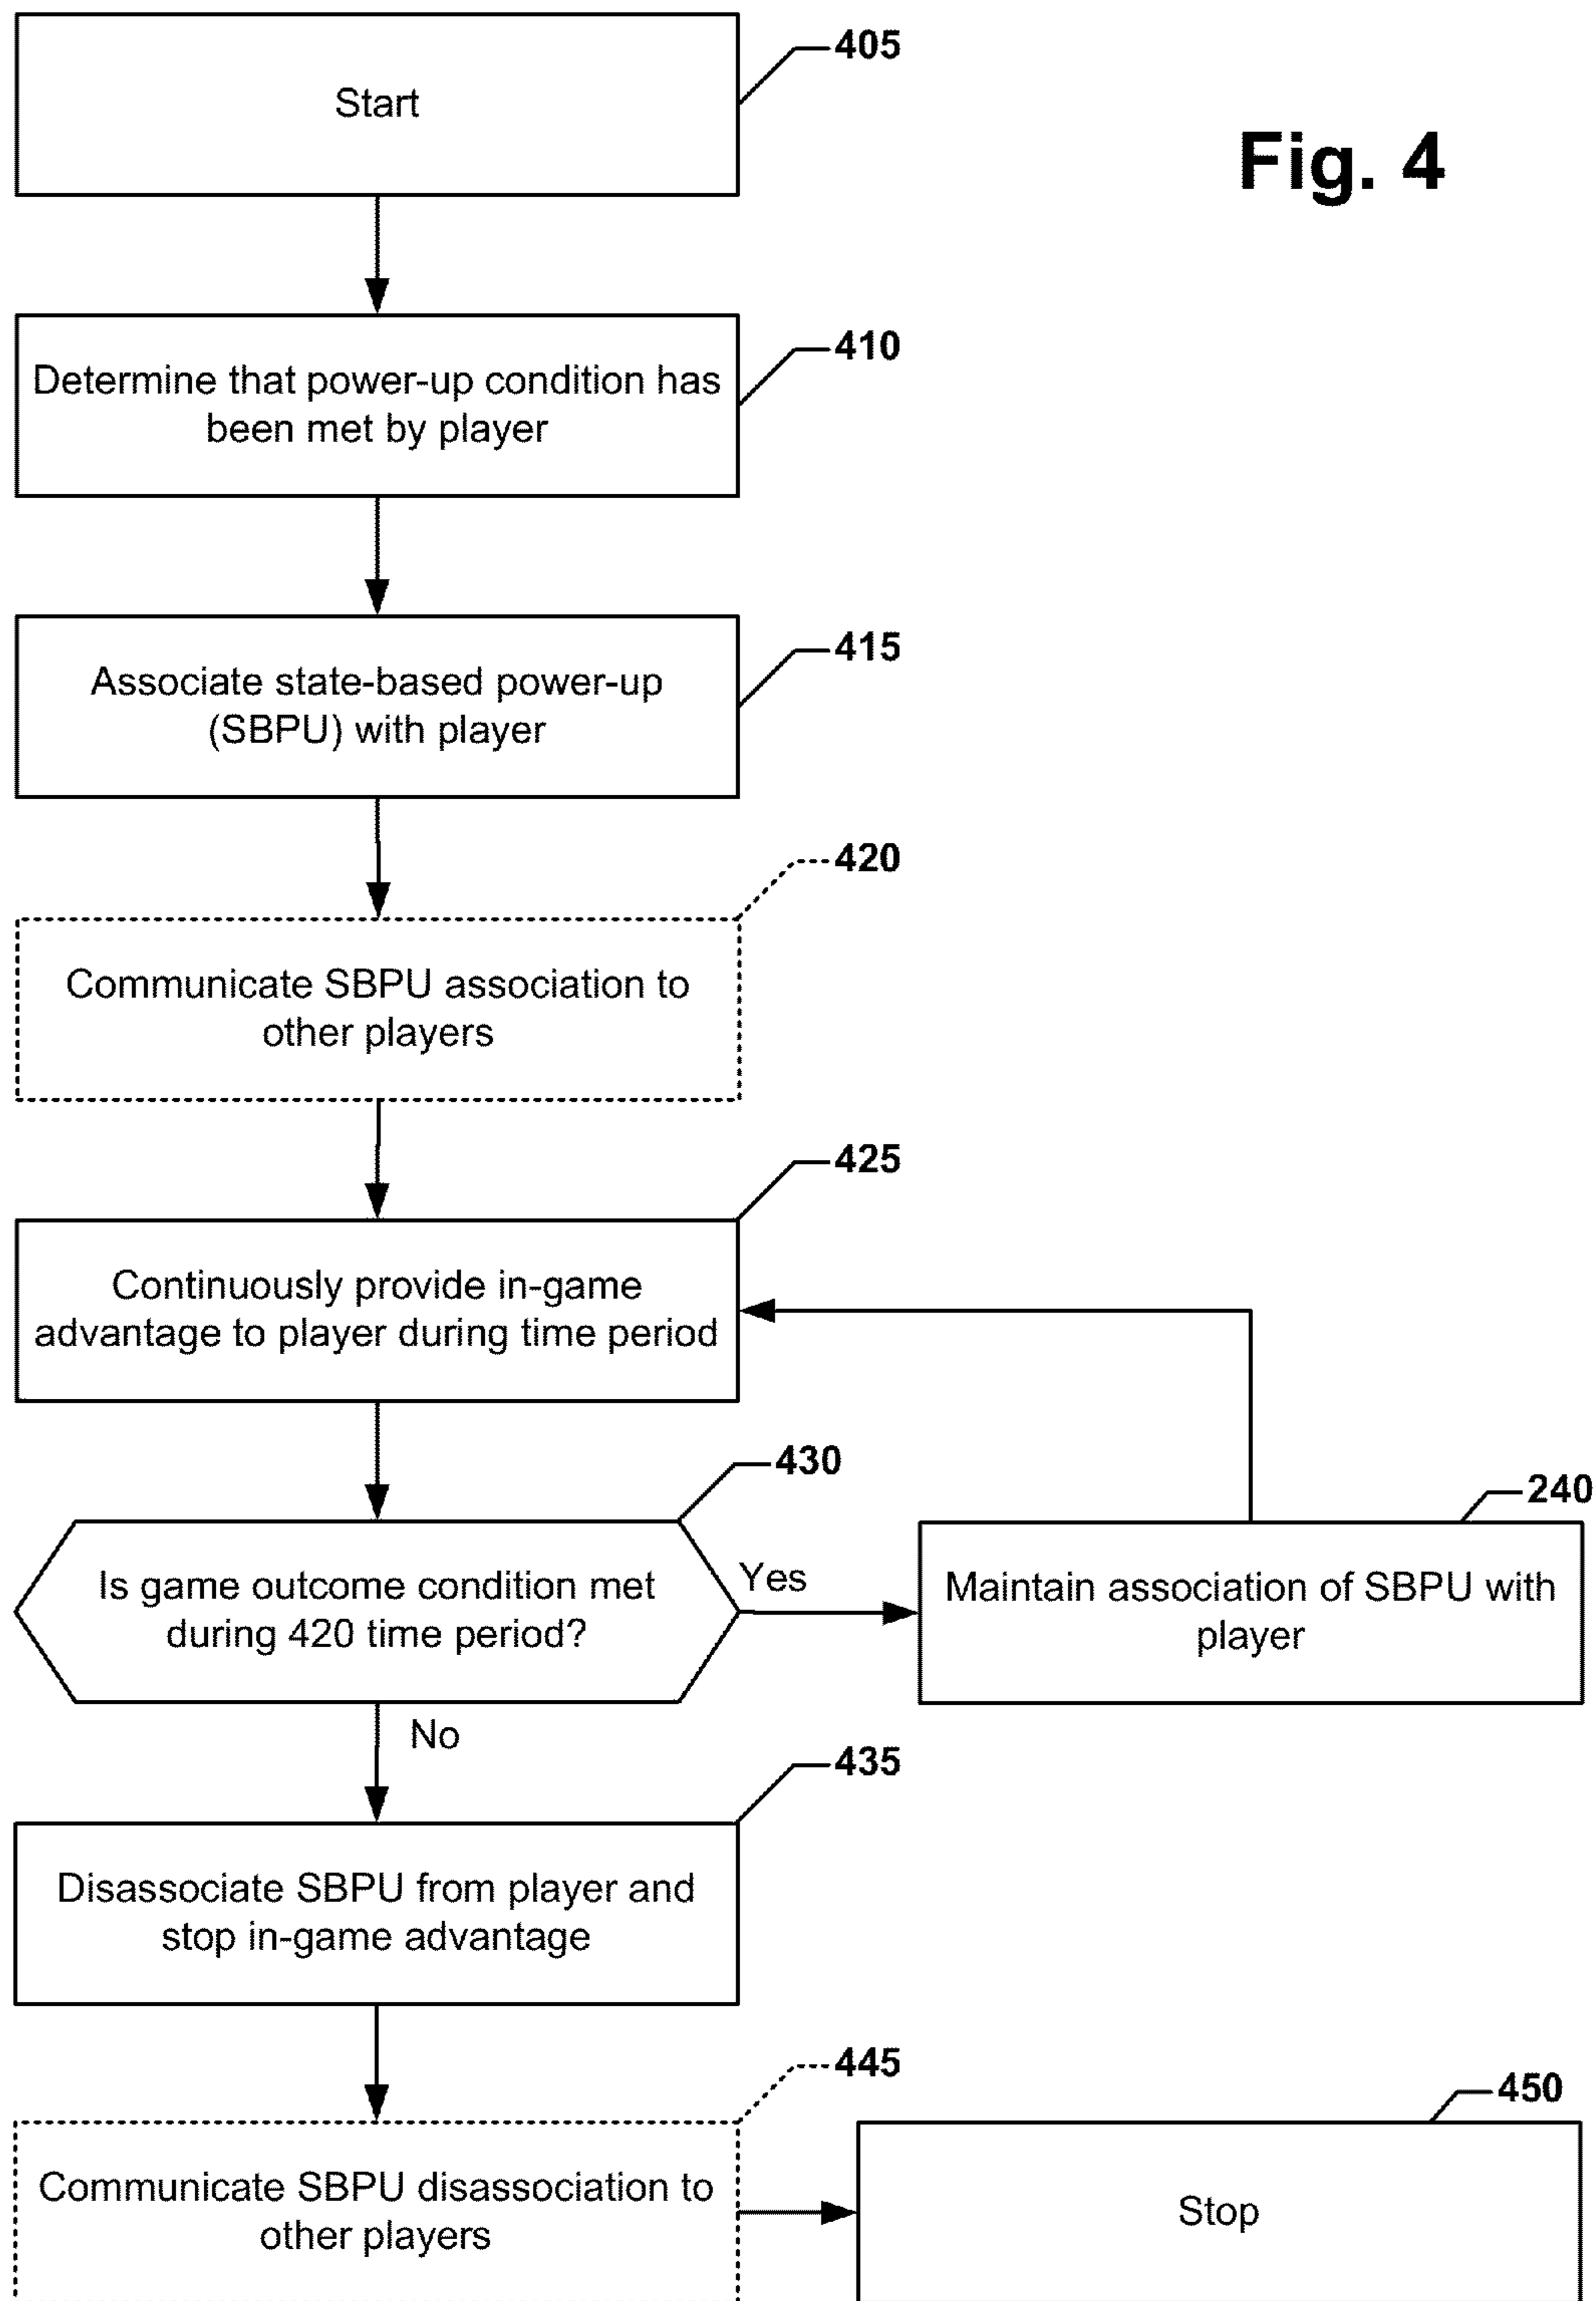 405
Start
Fig. 4
410
Determine that power-up condition has
been met by player
415
Associate state-based power-up
(SBPU) with player
420
Communicate SBPU association to
other players
425
Continuously provide in-game
advantage to player during time period
430
Is game outcome condition met
during 420 time period?
Yes
240
Maintain association of SBPU with
player
No
435
Disassociate SBPU from player and
stop in-game advantage
445
Communicate SBPU disassociation to
other players
450
Stop